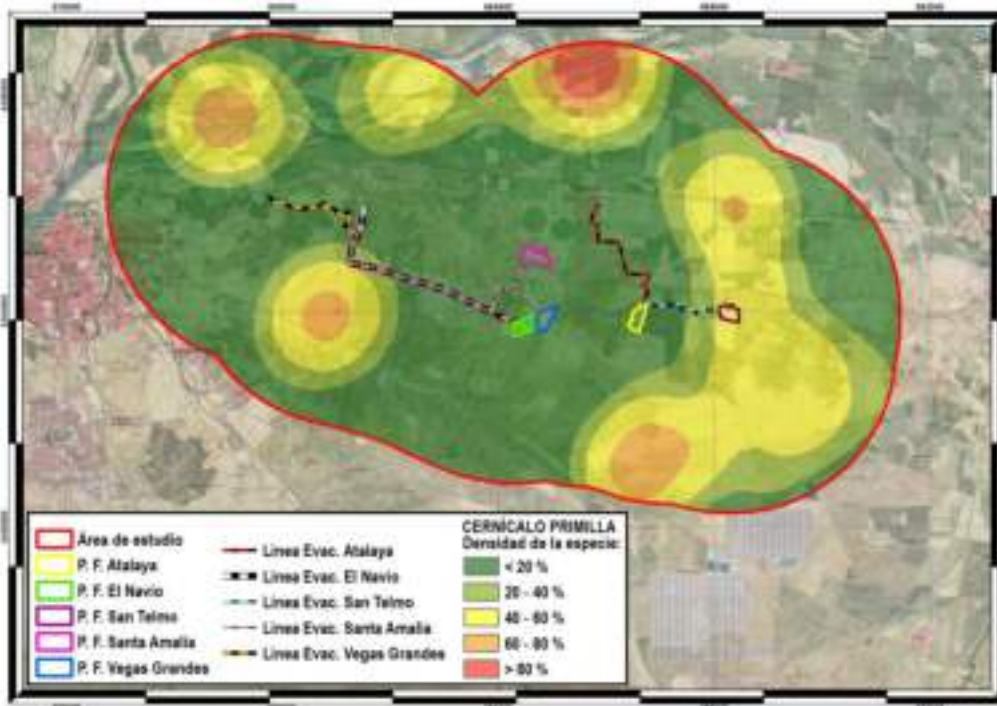 Área de estudio
P. F. Atalaya
P. F. El Navio
P. F. San Telmo
P. F. Santa Amalia
P. F. Vegas Grandes
Linea Evac. Atalaya
Linea Evac. El Navio
Linea Evac. San Telmo
Linea Evac. Santa Amalia
Linea Evac. Vegas Grandes
CERNÍCALO PRIMILLA
Densidad de la especie:
< 20 %
20 - 40 %
40 - 60 %
60 - 80 %
> 80 %